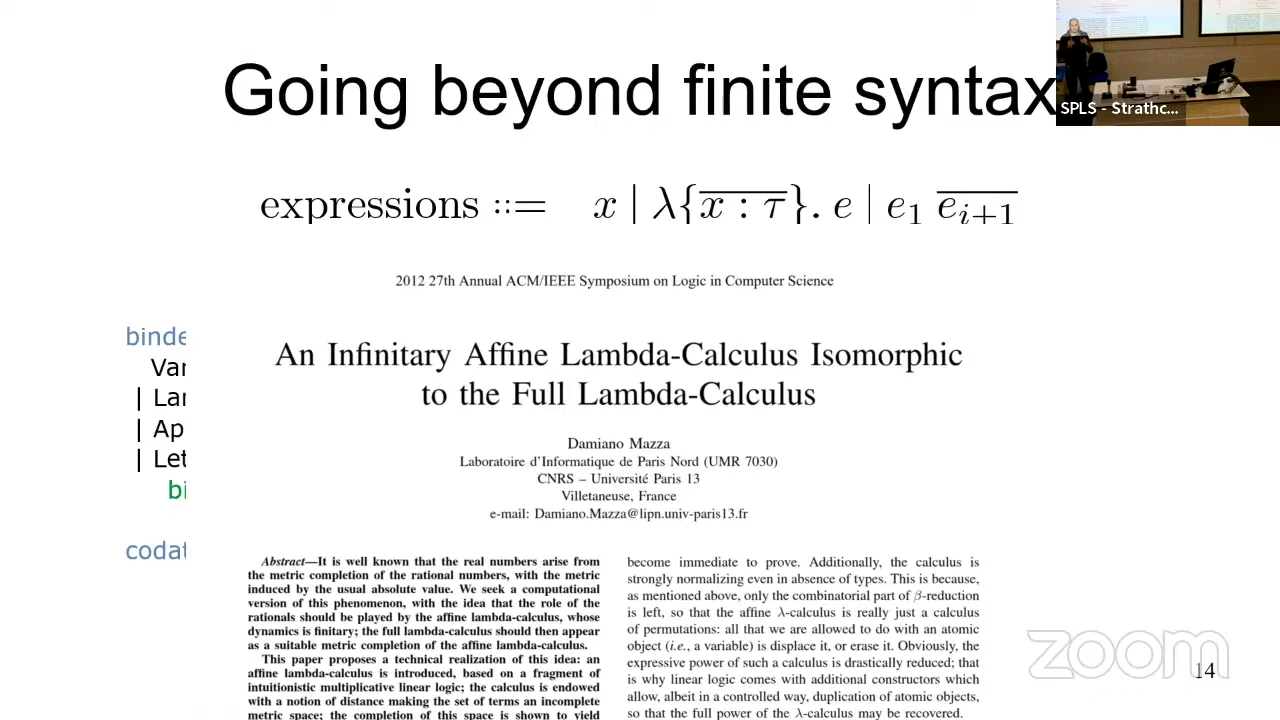 Going beyond finite syntax
SPLS - Strathc...
expressions ::= x | λ{x : τ}. e | e₁ eᵢ₊₁
2012 27th Annual ACM/IEEE Symposium on Logic in Computer Science
binde
Var
| Lar
| Ap
| Let
bi
codat
An Infinitary Affine Lambda-Calculus Isomorphic
to the Full Lambda-Calculus
Damiano Mazza
Laboratoire d'Informatique de Paris Nord (UMR 7030)
CNRS – Université Paris 13
Villetaneuse, France
e-mail: Damiano.Mazza@lipn.univ-paris13.fr
Abstract—It is well known that the real numbers arise from
the metric completion of the rational numbers, with the metric
induced by the usual absolute value. We seek a computational
version of this phenomenon, with the idea that the role of the
rationals should be played by the affine lambda-calculus, whose
dynamics is finitary; the full lambda-calculus should then appear
as a suitable metric completion of the affine lambda-calculus.
This paper proposes a technical realization of this idea: an
affine lambda-calculus is introduced, based on a fragment of
intuitionistic multiplicative linear logic; the calculus is endowed
with a notion of distance making the set of terms an incomplete
metric space; the completion of this space is shown to yield
become immediate to prove. Additionally, the calculus is
strongly normalizing even in absence of types. This is because,
as mentioned above, only the combinatorial part of β-reduction
is left, so that the affine λ-calculus is really just a calculus
of permutations: all that we are allowed to do with an atomic
object (i.e., a variable) is displace it, or erase it. Obviously, the
expressive power of such a calculus is drastically reduced; that
is why linear logic comes with additional constructors which
allow, albeit in a controlled way, duplication of atomic objects,
so that the full power of the λ-calculus may be recovered.
zoom
14